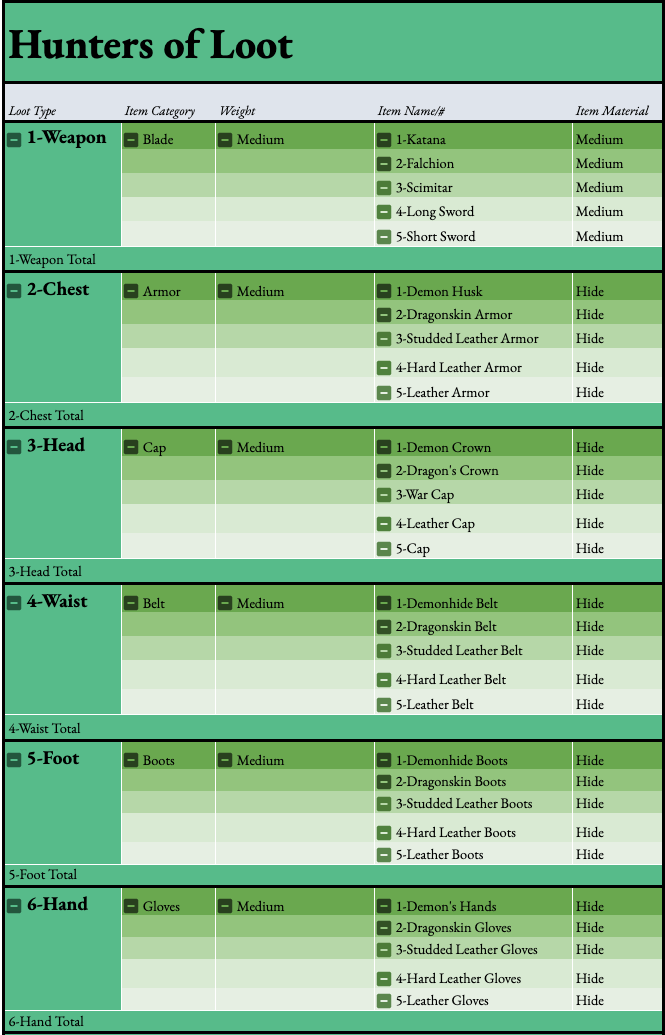 Hunters of Loot
Loot Type Item Category Weight Item Name/# Item Material
1-Weapon Blade Medium 1-Katana Medium
2-Falchion Medium
3-Scimitar Medium
4-Long Sword Medium
5-Short Sword Medium
1-Weapon Total
2-Chest Armor Medium 1-Demon Husk Hide
2-Dragonskin Armor Hide
3-Studded Leather Armor Hide
4-Hard Leather Armor Hide
5-Leather Armor Hide
2-Chest Total
3-Head Cap Medium 1-Demon Crown Hide
2-Dragon's Crown Hide
3-War Cap Hide
4-Leather Cap Hide
5-Cap Hide
3-Head Total
4-Waist Belt Medium 1-Demonhide Belt Hide
2-Dragonskin Belt Hide
3-Studded Leather Belt Hide
4-Hard Leather Belt Hide
5-Leather Belt Hide
4-Waist Total
5-Foot Boots Medium 1-Demonhide Boots Hide
2-Dragonskin Boots Hide
3-Studded Leather Boots Hide
4-Hard Leather Boots Hide
5-Leather Boots Hide
5-Foot Total
6-Hand Gloves Medium 1-Demon's Hands Hide
2-Dragonskin Gloves Hide
3-Studded Leather Gloves Hide
4-Hard Leather Gloves Hide
5-Leather Gloves Hide
6-Hand Total